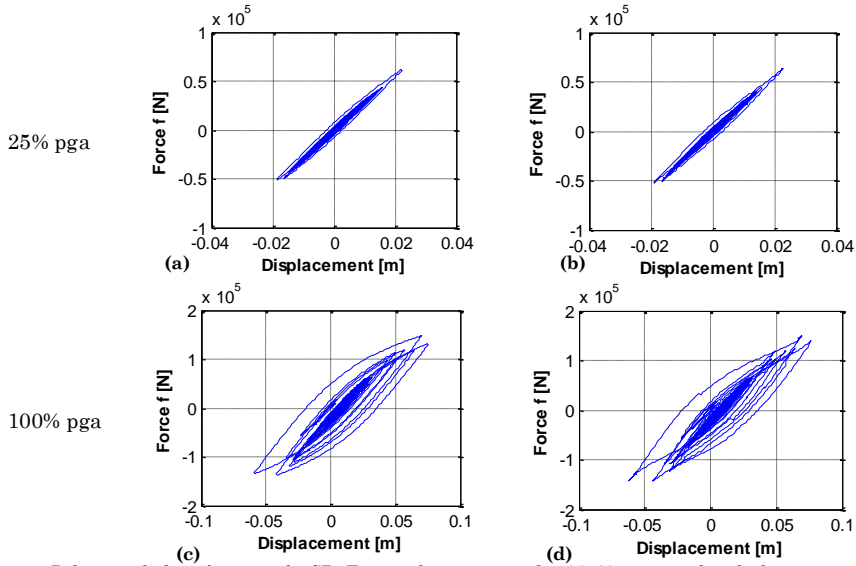 x 10^5
x 10^5
1
0.5
0
-0.5
-1
-0.04 -0.02 0 0.02 0.04
Force f [N]
Displacement [m]
(a)
1
0.5
0
-0.5
-1
-0.04 -0.02 0 0.02 0.04
Force f [N]
Displacement [m]
(b)
25% pga
x 10^5
x 10^5
2
1
0
-1
-2
-0.1 -0.05 0 0.05 0.1
Force f [N]
Displacement [m]
(c)
2
1
0
-1
-2
-0.1 -0.05 0 0.05 0.1
Force f [N]
Displacement [m]
(d)
100% pga